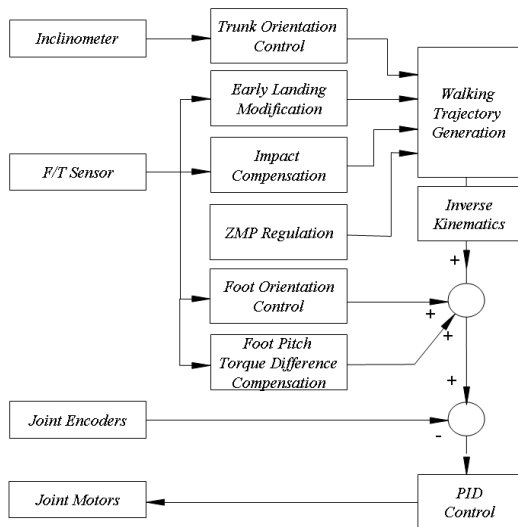 Inclinometer
Trunk Orientation
Control
Early Landing
Modification
Walking
Trajectory
Generation
F/T Sensor
Impact
Compensation
Inverse
Kinematics
ZMP Regulation
+
Foot Orientation
Control
+
+
Foot Pitch
Torque Difference
Compensation
+
Joint Encoders
-
Joint Motors
PID
Control